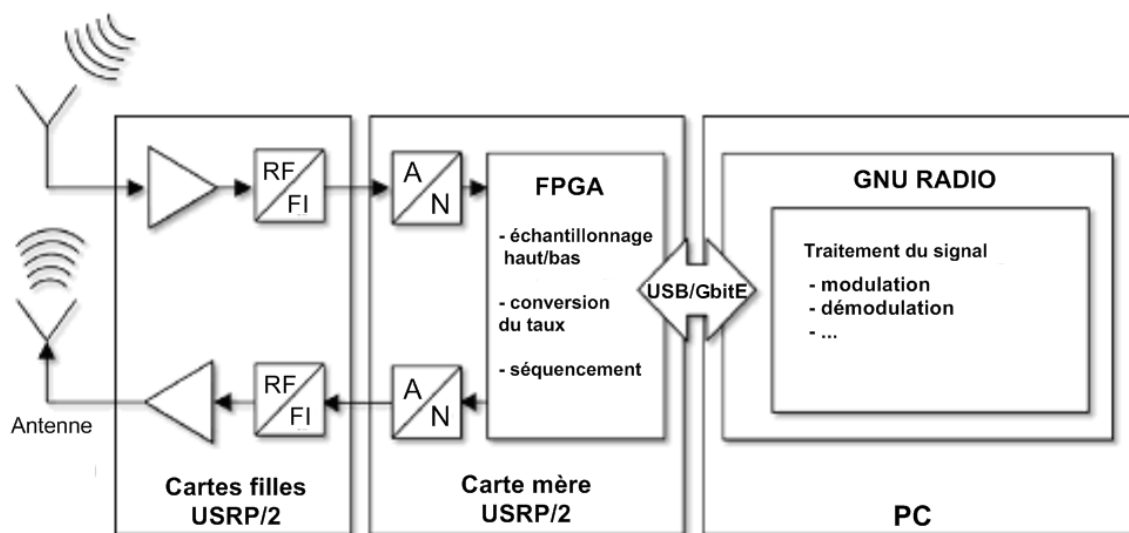 RF
FI
A
N
FPGA
- échantillonnage
haut/bas
- conversion
du taux
- séquencement
USB/GbitE
GNU RADIO
Traitement du signal
- modulation
- démodulation
- ...
RF
FI
A
N
Antenne
Cartes filles
USRP/2
Carte mère
USRP/2
PC